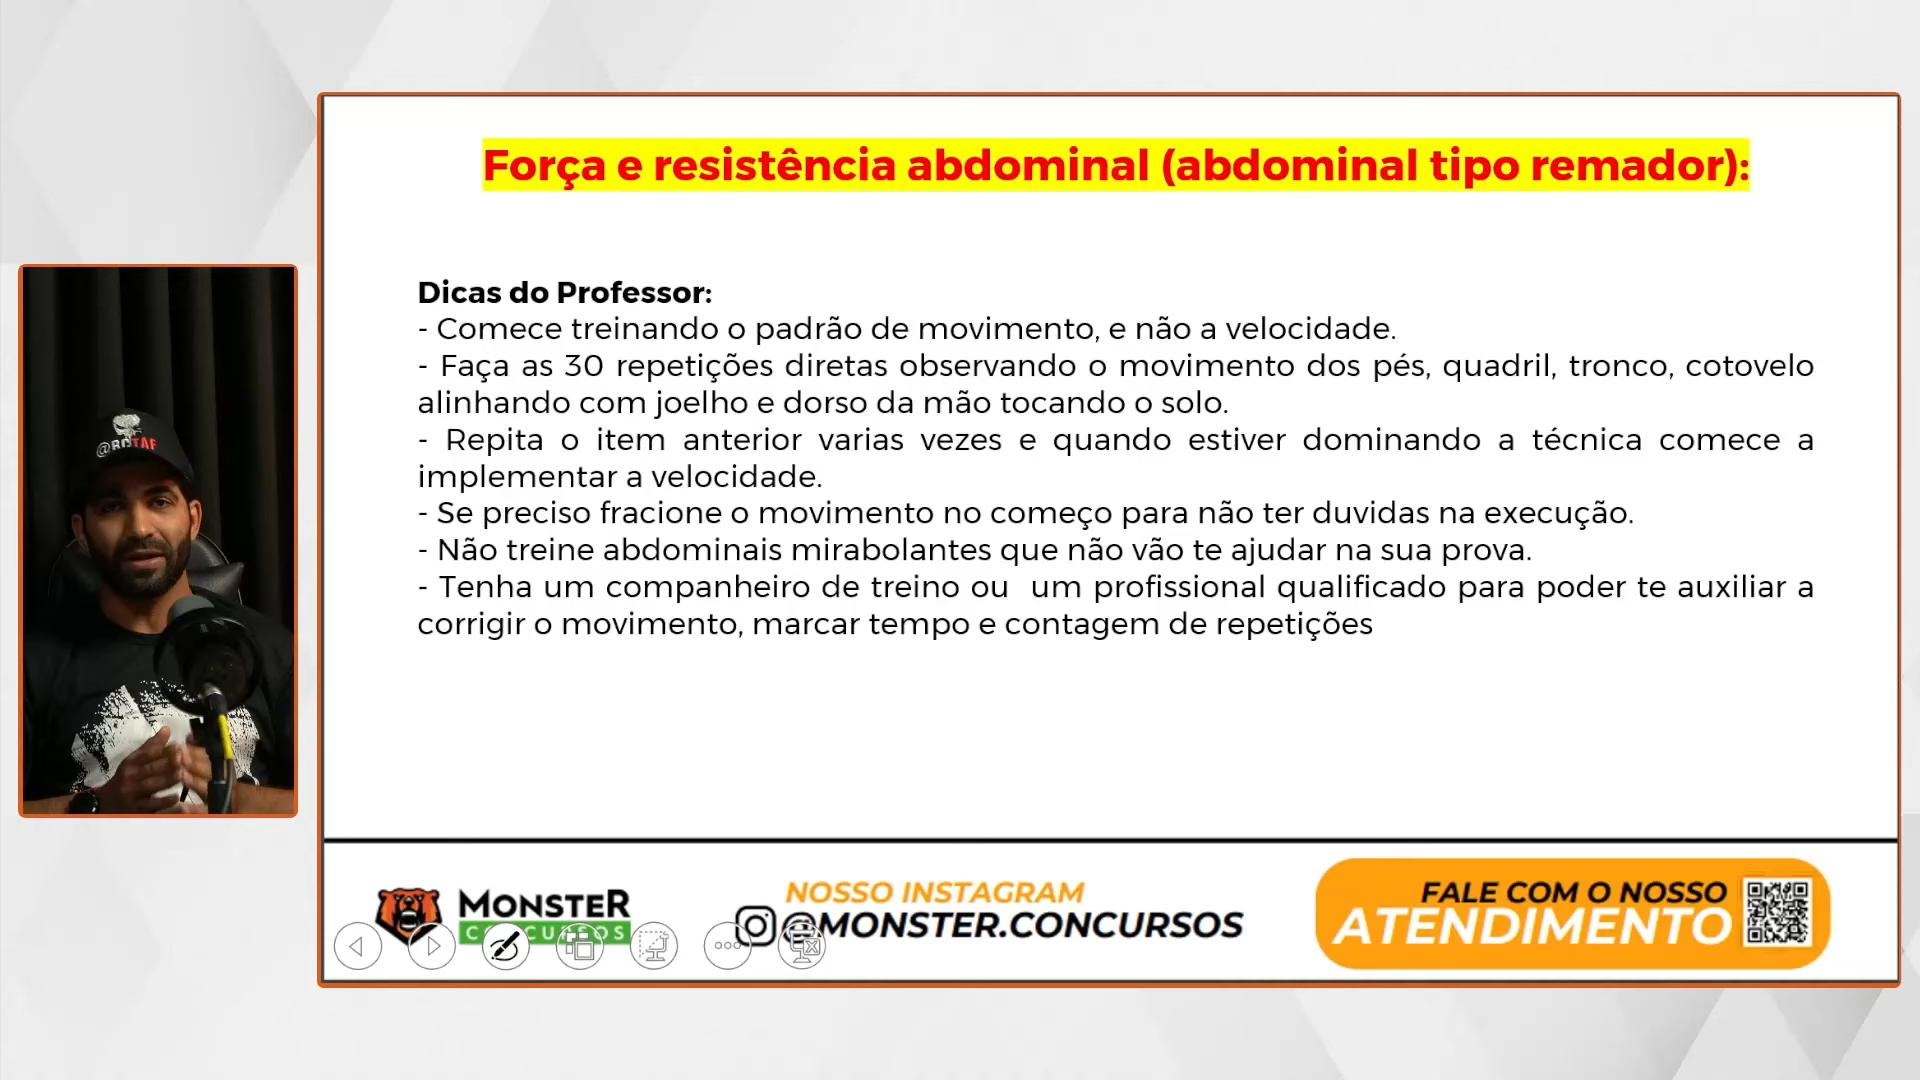 Força e resistência abdominal (abdominal tipo remador):
Dicas do Professor:
- Comece treinando o padrão de movimento, e não a velocidade.
- Faça as 30 repetições diretas observando o movimento dos pés, quadril, tronco, cotovelo
alinhando com joelho e dorso da mão tocando o solo.
- Repita o item anterior varias vezes e quando estiver dominando a técnica comece a
implementar a velocidade.
- Se preciso fracione o movimento no começo para não ter duvidas na execução.
- Não treine abdominais mirabolantes que não vão te ajudar na sua prova.
- Tenha um companheiro de treino ou um profissional qualificado para poder te auxiliar a
corrigir o movimento, marcar tempo e contagem de repetições
MONSTER
CONCURSOS
NOSSO INSTAGRAM
@MONSTER.CONCURSOS
FALE COM O NOSSO
ATENDIMENTO